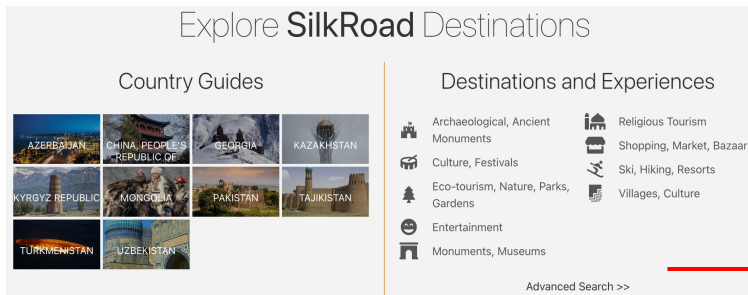 Explore SilkRoad Destinations
Country Guides
AZERBAIJAN
CHINA, PEOPLE'S
REPUBLIC OF
GEORGIA
KAZAKHSTAN
KYRGYZ REPUBLIC
MONGOLIA
PAKISTAN
TAJIKISTAN
TURKMENISTAN
UZBEKISTAN
Destinations and Experiences
Archaeological, Ancient
Monuments
Culture, Festivals
Eco-tourism, Nature, Parks,
Gardens
Entertainment
Monuments, Museums
Religious Tourism
Shopping, Market, Bazaar
Ski, Hiking, Resorts
Villages, Culture
Advanced Search >>